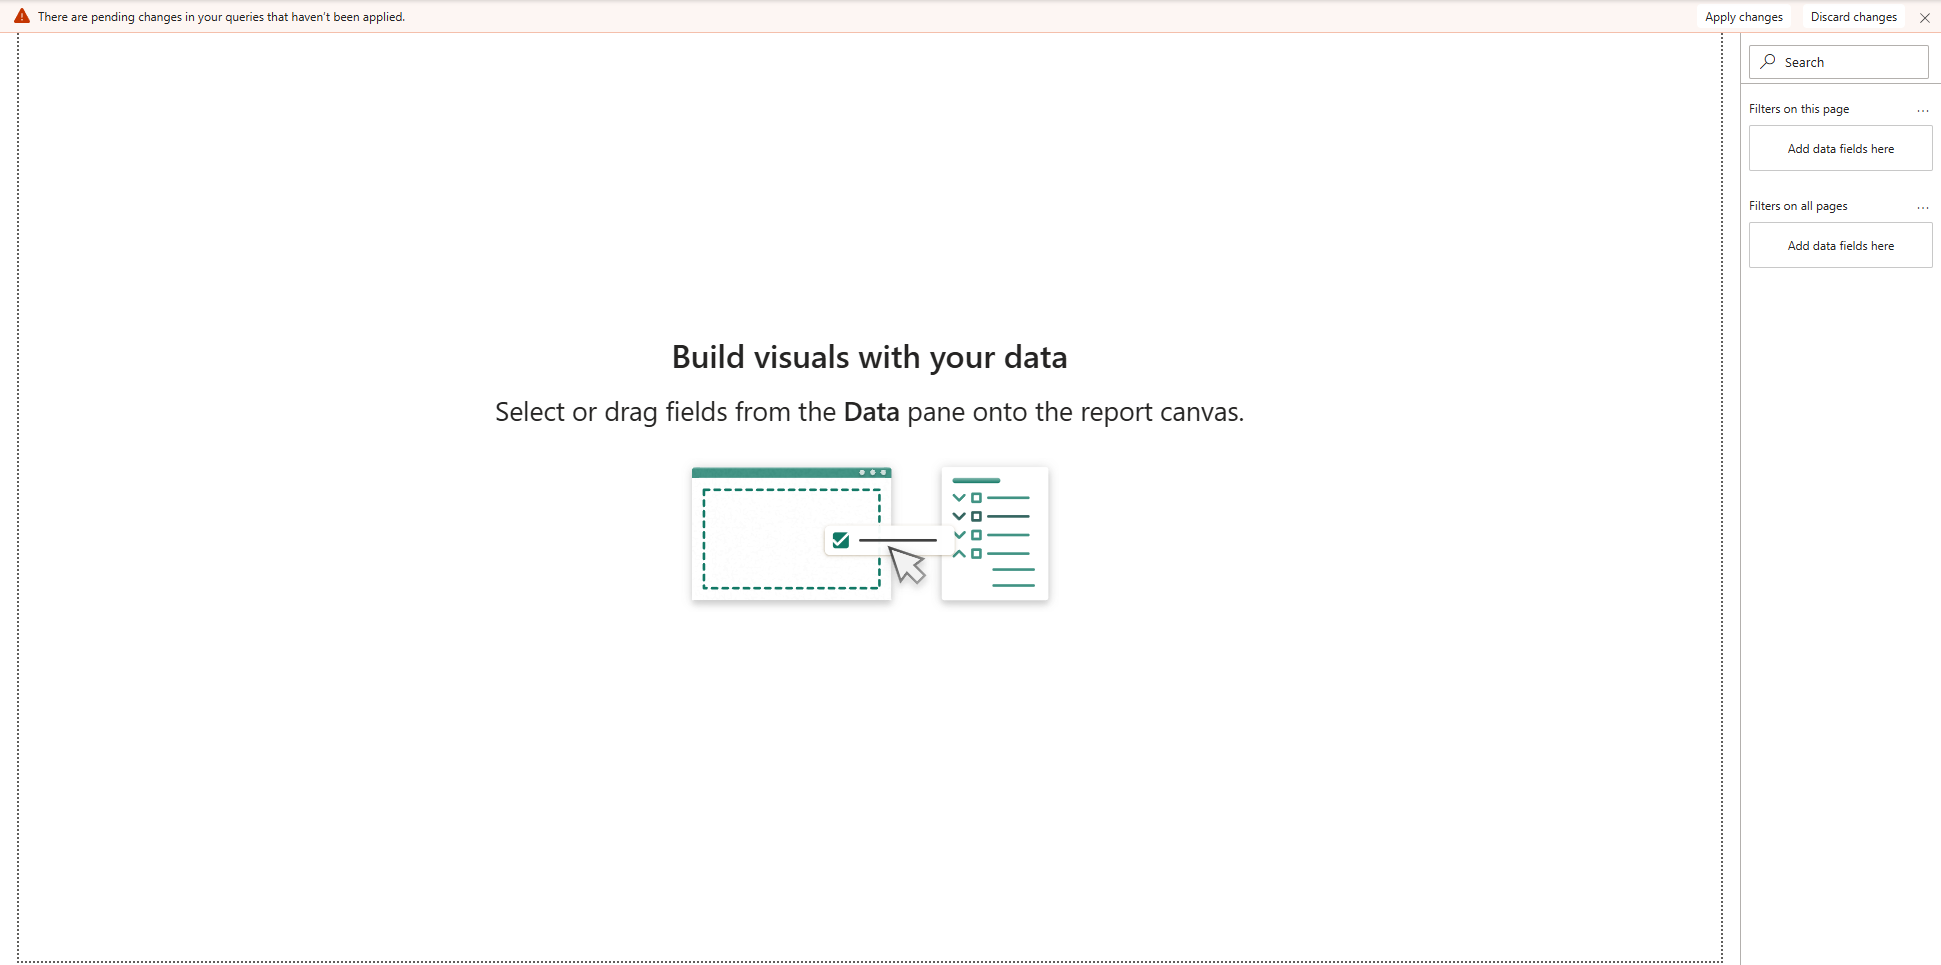 There are pending changes in your queries that haven't been applied.
Apply changes
Discard changes
Search
Filters on this page
Add data fields here
Filters on all pages
Add data fields here
Build visuals with your data
Select or drag fields from the Data pane onto the report canvas.